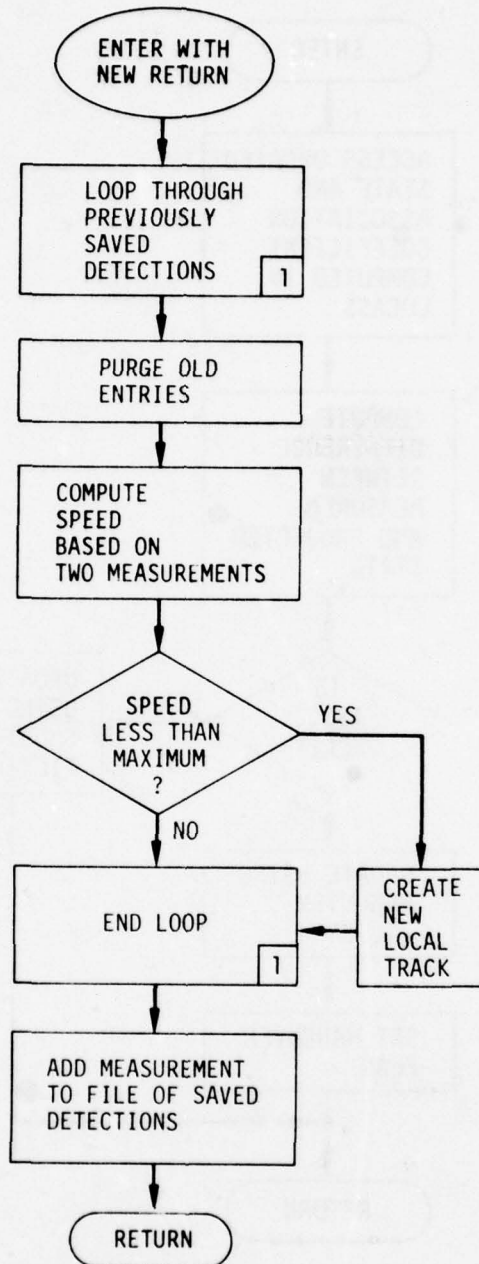 ENTER WITH
NEW RETURN
LOOP THROUGH
PREVIOUSLY
SAVED
DETECTIONS
1
PURGE OLD
ENTRIES
COMPUTE
SPEED
BASED ON
TWO MEASUREMENTS
SPEED
LESS THAN
MAXIMUM
?
YES
NO
END LOOP
1
CREATE
NEW
LOCAL
TRACK
ADD MEASUREMENT
TO FILE OF SAVED
DETECTIONS
RETURN